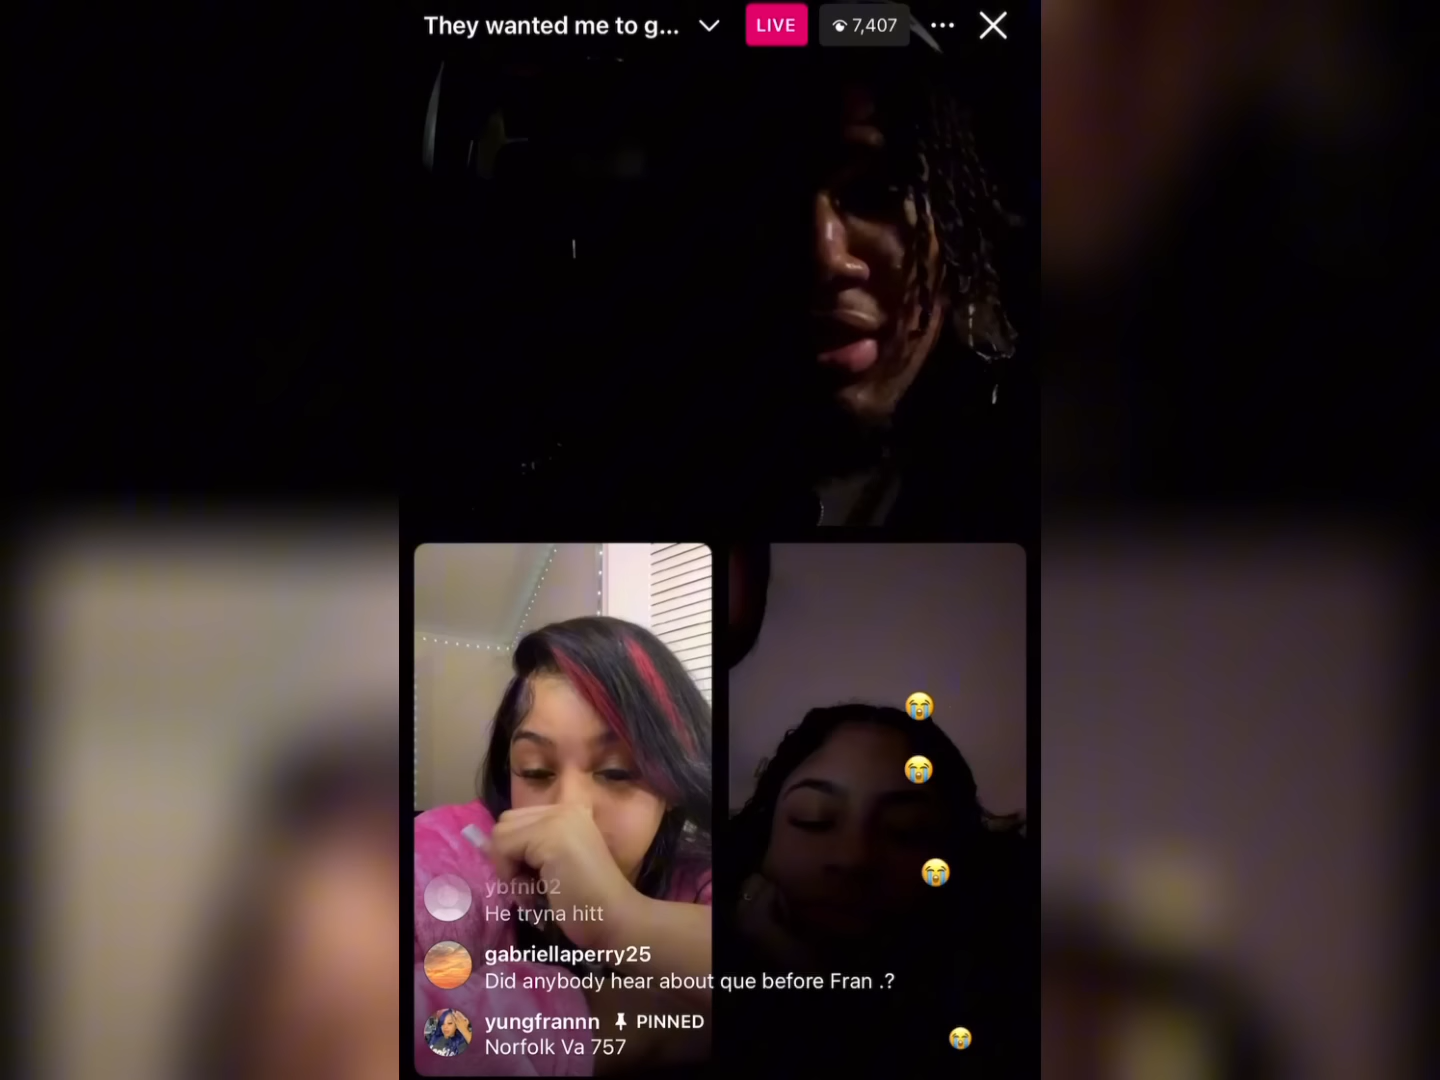 They wanted me to g...
LIVE
7,407
ybfni02
He tryna hitt
gabriellaperry25
Did anybody hear about que before Fran .?
yungfrannn PINNED
Norfolk Va 757